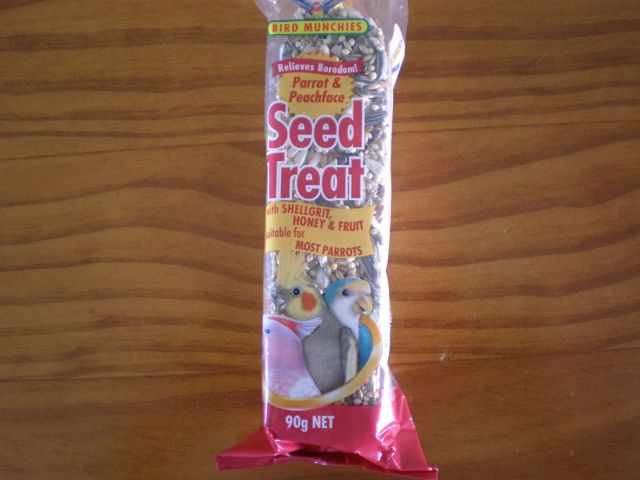 BIRD MUNCHIES
Relieves Boredom!
Parrot &
Peachface
Seed
Treat
with SHELLGRIT,
HONEY & FRUIT
suitable for
MOST PARROTS
90g NET